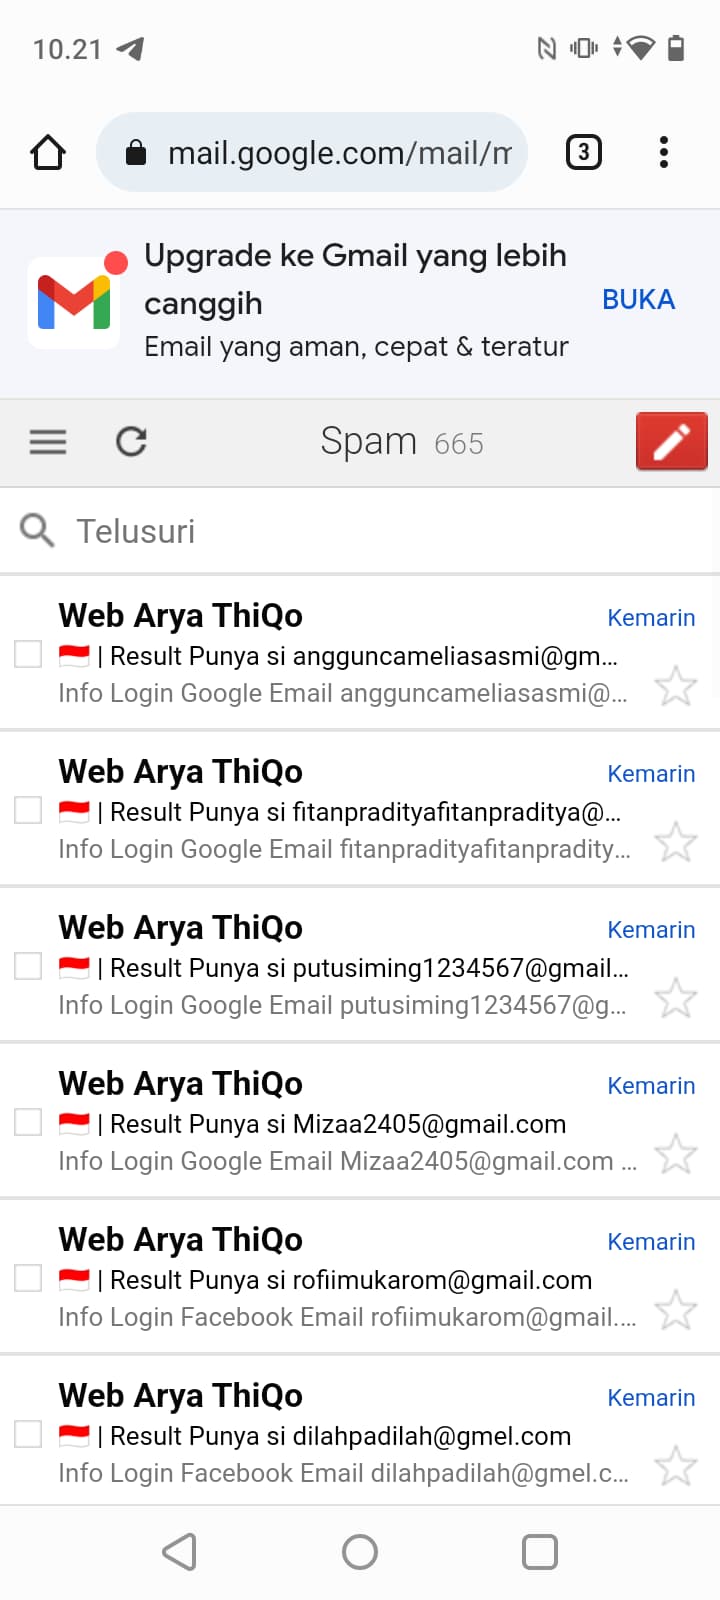 10.21
mail.google.com/mail/m
3
Upgrade ke Gmail yang lebih
canggih
BUKA
Email yang aman, cepat & teratur
Spam 665
Telusuri
Web Arya ThiQo
Kemarin
🇮🇩 | Result Punya si angguncameliasasmi@gm...
Info Login Google Email angguncameliasasmi@...
Web Arya ThiQo
Kemarin
🇮🇩 | Result Punya si fitanpradityafitanpraditya@...
Info Login Google Email fitanpradityafitanpradity...
Web Arya ThiQo
Kemarin
🇮🇩 | Result Punya si putusiming1234567@gmail...
Info Login Google Email putusiming1234567@g...
Web Arya ThiQo
Kemarin
🇮🇩 | Result Punya si Mizaa2405@gmail.com
Info Login Google Email Mizaa2405@gmail.com ...
Web Arya ThiQo
Kemarin
🇮🇩 | Result Punya si rofiimukarom@gmail.com
Info Login Facebook Email rofiimukarom@gmail....
Web Arya ThiQo
Kemarin
🇮🇩 | Result Punya si dilahpadilah@gmel.com
Info Login Facebook Email dilahpadilah@gmel.c...